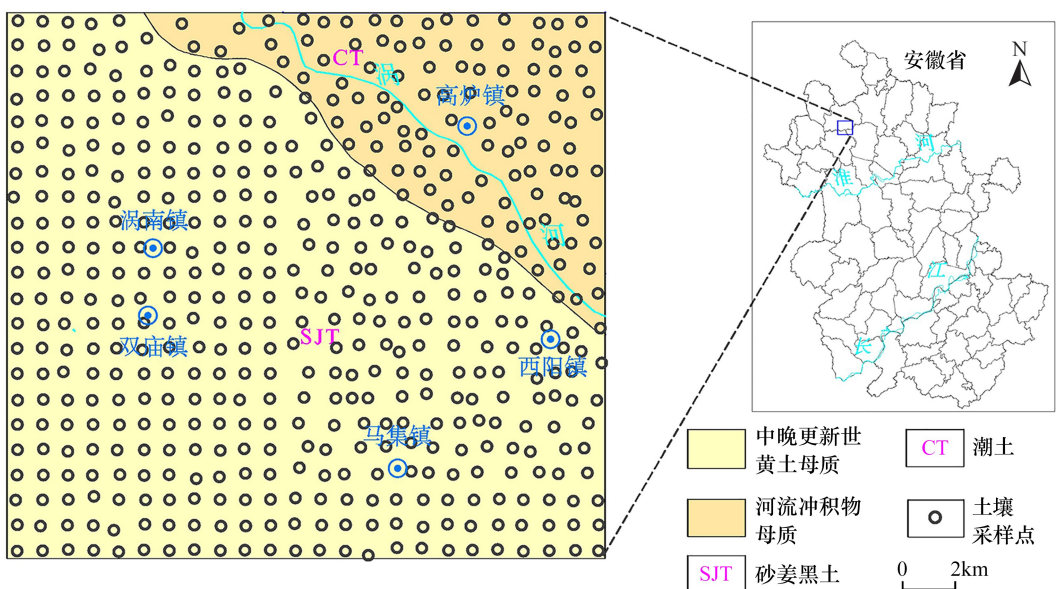 CT
涡
高炉镇
涡南镇
河
SJT
双庙镇
西阳镇
马集镇
安徽省
N
河
淮
江
长
中晚更新世
黄土母质
CT
潮土
河流冲积物
母质
土壤
采样点
SJT
砂姜黑土
0
2km